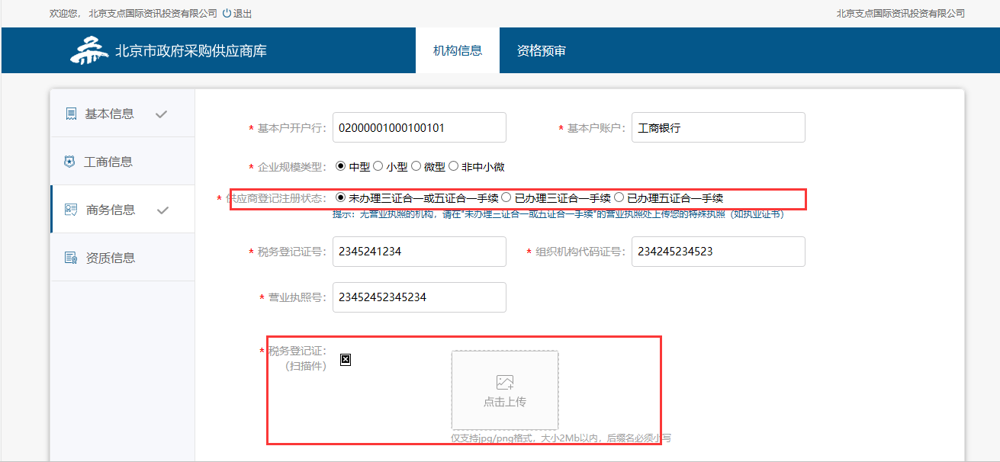 欢迎您， 北京支点国际资讯投资有限公司 退出 北京支点国际资讯投资有限公司
北京市政府采购供应商库 机构信息 资格预审
基本信息
工商信息
商务信息
资质信息
* 基本户开户行: 02000001000100101 * 基本户账户: 工商银行
* 企业规模类型: 中型 小型 微型 非中小微
* 供应商登记注册状态: 未办理三证合一或五证合一手续 已办理三证合一手续 已办理五证合一手续
提示：无营业执照的机构，请在"未办理三证合一或五证合一手续"的营业执照处上传您的特殊执照（如执业证书）
* 税务登记证号: 2345241234 * 组织机构代码证号: 234245234523
* 营业执照号: 23452452345234
* 税务登记证:
(扫描件)
点击上传
仅支持jpg/png格式，大小2Mb以内，后缀名必须小写